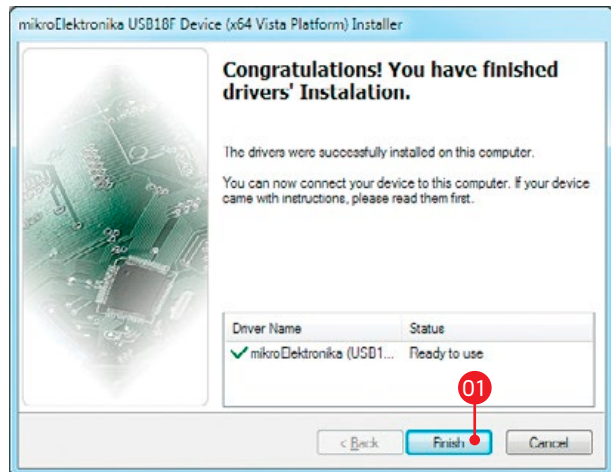 mikroElektronika USB18F Device (x64 Vista Platform) Installer
Congratulations! You have finished
drivers' Instalation.
The drivers were successfully installed on this computer.
You can now connect your device to this computer. If your device
came with instructions, please read them first.
Driver Name Status
mikroElektronika (USB1... Ready to use
01
< Back Finish Cancel